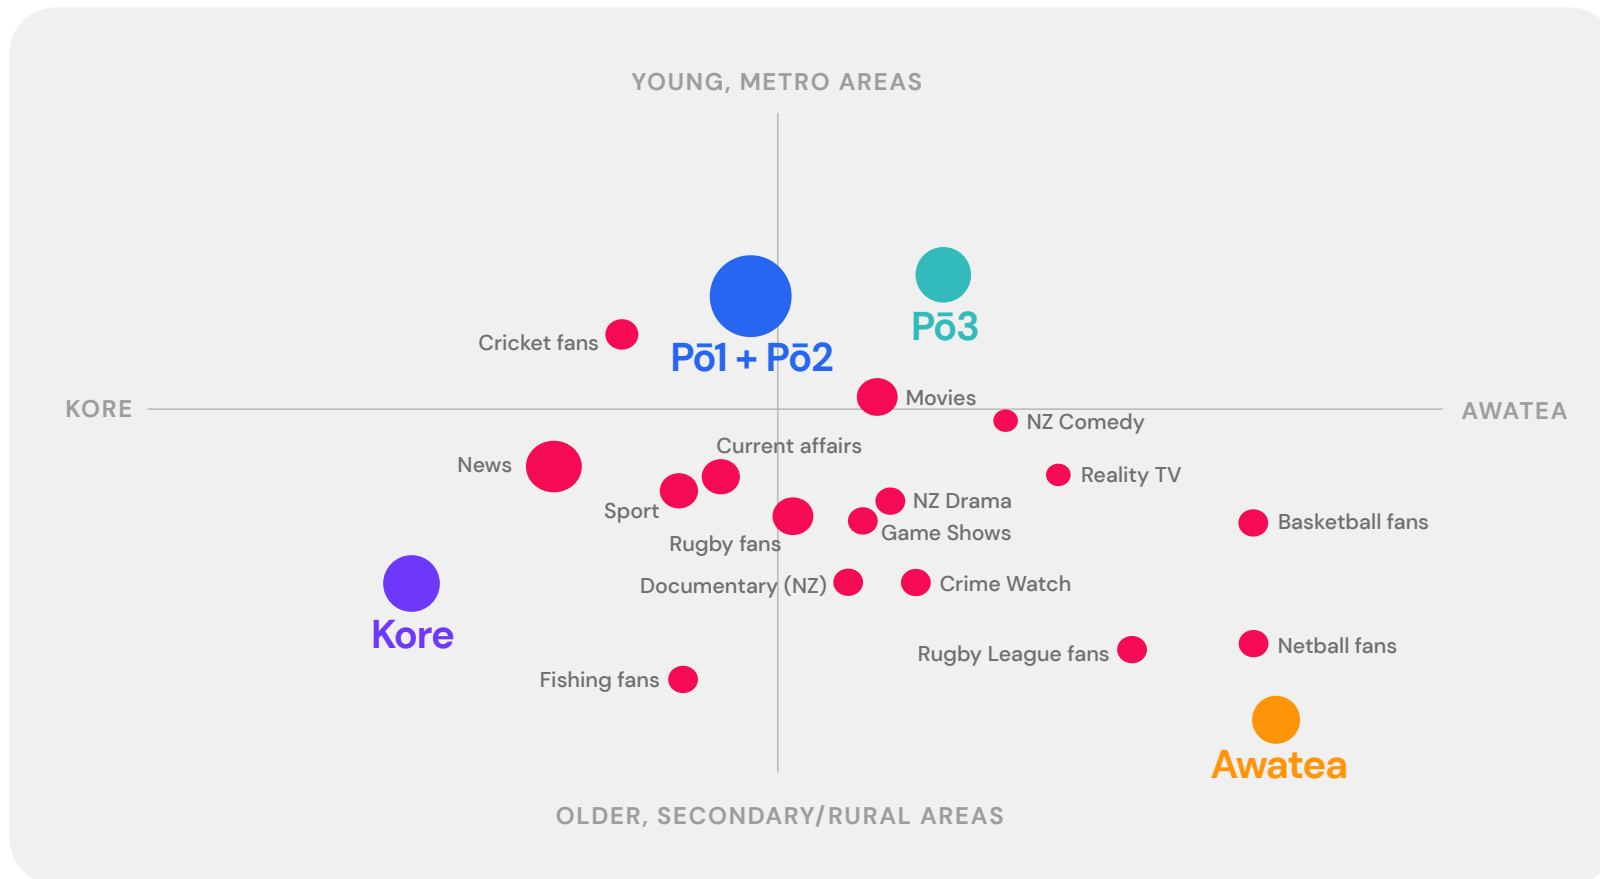 YOUNG, METRO AREAS
Pō3
Cricket fans
Pō1 + Pō2
Movies
KORE
AWATEA
NZ Comedy
Current affairs
News
Reality TV
Sport
NZ Drama
Basketball fans
Game Shows
Rugby fans
Documentary (NZ)
Crime Watch
Kore
Rugby League fans
Netball fans
Fishing fans
Awatea
OLDER, SECONDARY/RURAL AREAS